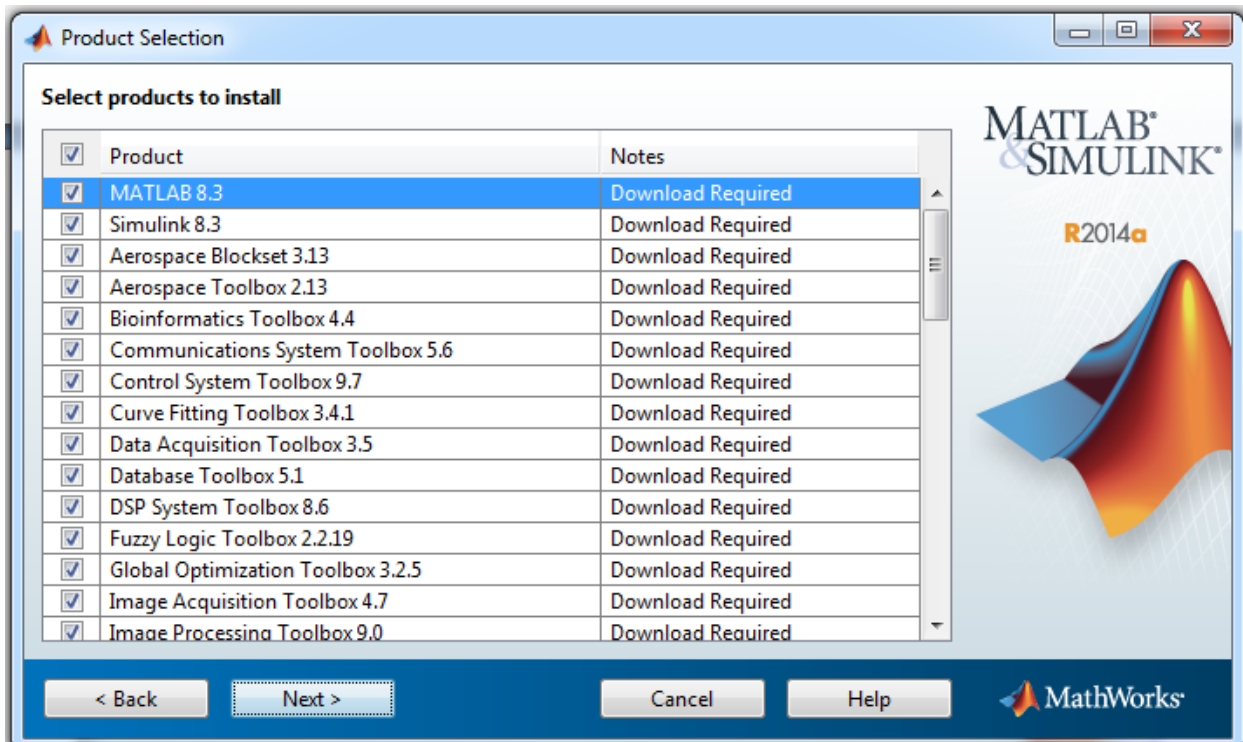 Product Selection
Select products to install
Product Notes
MATLAB 8.3 Download Required
Simulink 8.3 Download Required
Aerospace Blockset 3.13 Download Required
Aerospace Toolbox 2.13 Download Required
Bioinformatics Toolbox 4.4 Download Required
Communications System Toolbox 5.6 Download Required
Control System Toolbox 9.7 Download Required
Curve Fitting Toolbox 3.4.1 Download Required
Data Acquisition Toolbox 3.5 Download Required
Database Toolbox 5.1 Download Required
DSP System Toolbox 8.6 Download Required
Fuzzy Logic Toolbox 2.2.19 Download Required
Global Optimization Toolbox 3.2.5 Download Required
Image Acquisition Toolbox 4.7 Download Required
Image Processing Toolbox 9.0 Download Required
MATLAB®
&SIMULINK®
R2014a
< Back Next > Cancel Help MathWorks®